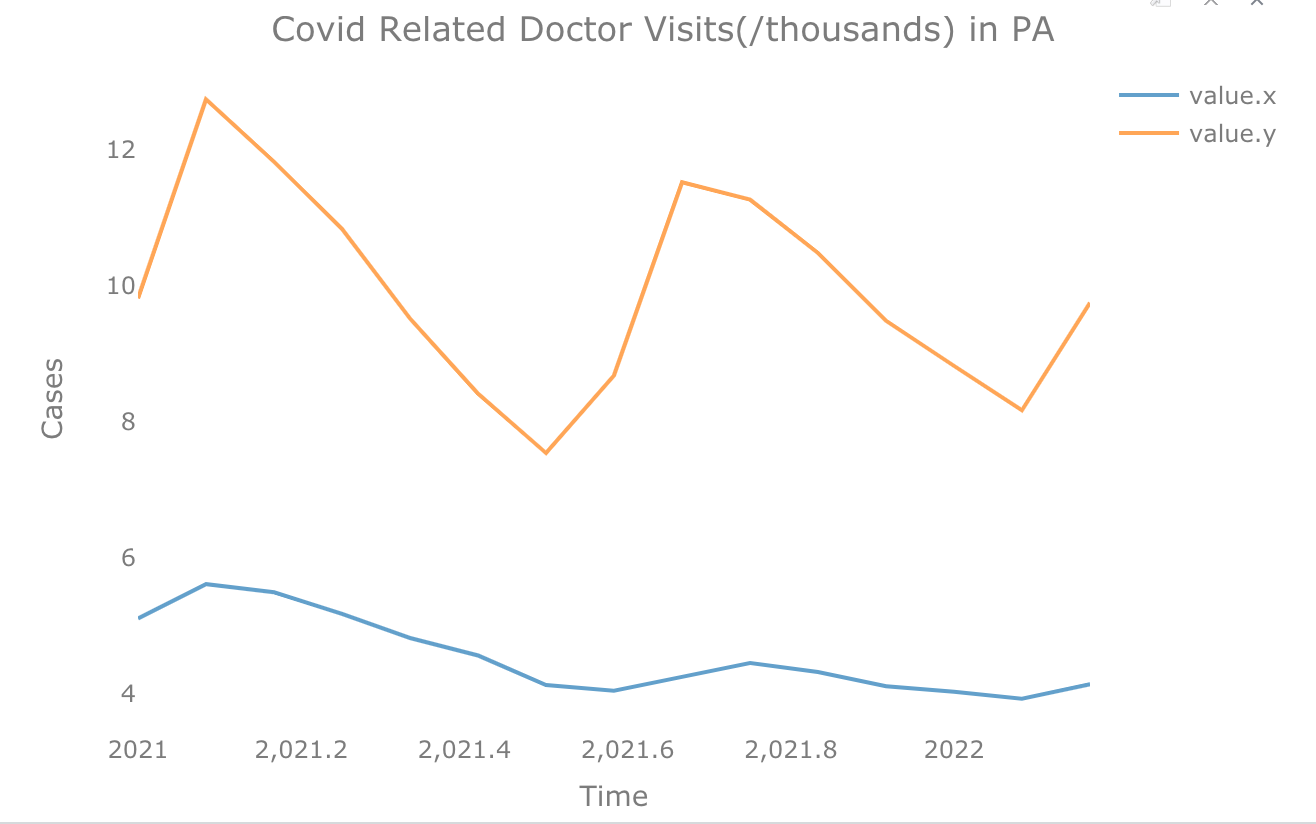 Covid Related Doctor Visits(/thousands) in PA
value.x
value.y
12
10
8
6
4
Cases
2021
2,021.2
2,021.4
2,021.6
2,021.8
2022
Time